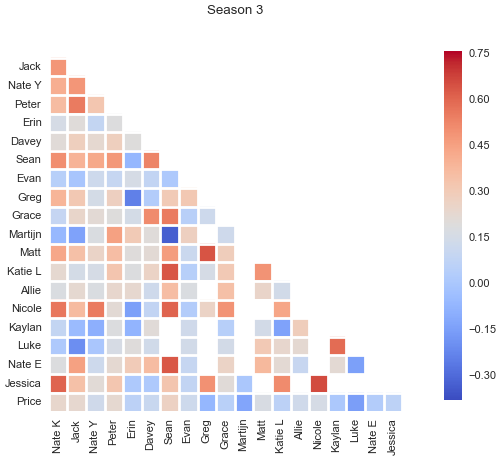 Season 3
Jack
Nate Y
Peter
Erin
Davey
Sean
Evan
Greg
Grace
Martijn
Matt
Katie L
Allie
Nicole
Kaylan
Luke
Nate E
Jessica
Price
Nate K
Jack
Nate Y
Peter
Erin
Davey
Sean
Evan
Greg
Grace
Martijn
Matt
Katie L
Allie
Nicole
Kaylan
Luke
Nate E
Jessica
0.75
0.60
0.45
0.30
0.15
0.00
−0.15
−0.30